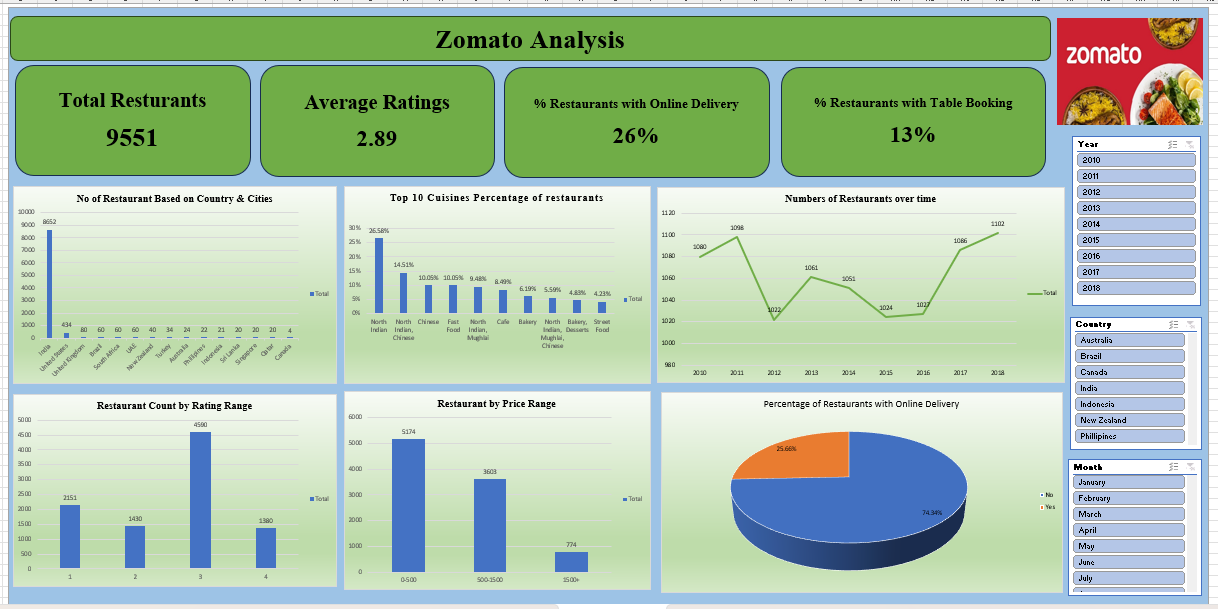 Zomato Analysis
zomato
Total Resturants
9551
Average Ratings
2.89
% Restaurants with Online Delivery
26%
% Restaurants with Table Booking
13%
No of Restaurant Based on Country & Cities
10000
9000
8000
7000
6000
5000
4000
3000
2000
1000
0
8652
434
80
60
60
60
40
34
24
22
21
20
20
20
4
India
United States
United Kingdom
Brazil
South Africa
UAE
New Zealand
Turkey
Australia
Phillipines
Indonesia
Sri Lanka
Singapore
Qatar
Canada
Total
Top 10 Cuisines Percentage of restaurants
30%
25%
20%
15%
10%
5%
0%
26.58%
14.51%
10.05%
10.05%
9.48%
8.49%
6.19%
5.59%
4.83%
4.23%
North Indian
North Indian, Chinese
Chinese
Fast Food
North Indian, Mughlai
Cafe
Bakery
North Indian, Mughlai, Chinese
Bakery, Desserts
Street Food
Total
Numbers of Restaurants over time
1120
1100
1080
1060
1040
1020
1000
980
1080
1098
1022
1061
1051
1024
1027
1086
1102
2010
2011
2012
2013
2014
2015
2016
2017
2018
Total
Year
2010
2011
2012
2013
2014
2015
2016
2017
2018
Country
Australia
Brazil
Canada
India
Indonesia
New Zealand
Phillipines
Restaurant Count by Rating Range
5000
4500
4000
3500
3000
2500
2000
1500
1000
500
0
2151
1430
4590
1380
1
2
3
4
Total
Restaurant by Price Range
6000
5000
4000
3000
2000
1000
0
5174
3603
774
0-500
500-1500
1500+
Total
Percentage of Restaurants with Online Delivery
25.66%
74.34%
No
Yes
Month
January
February
March
April
May
June
July